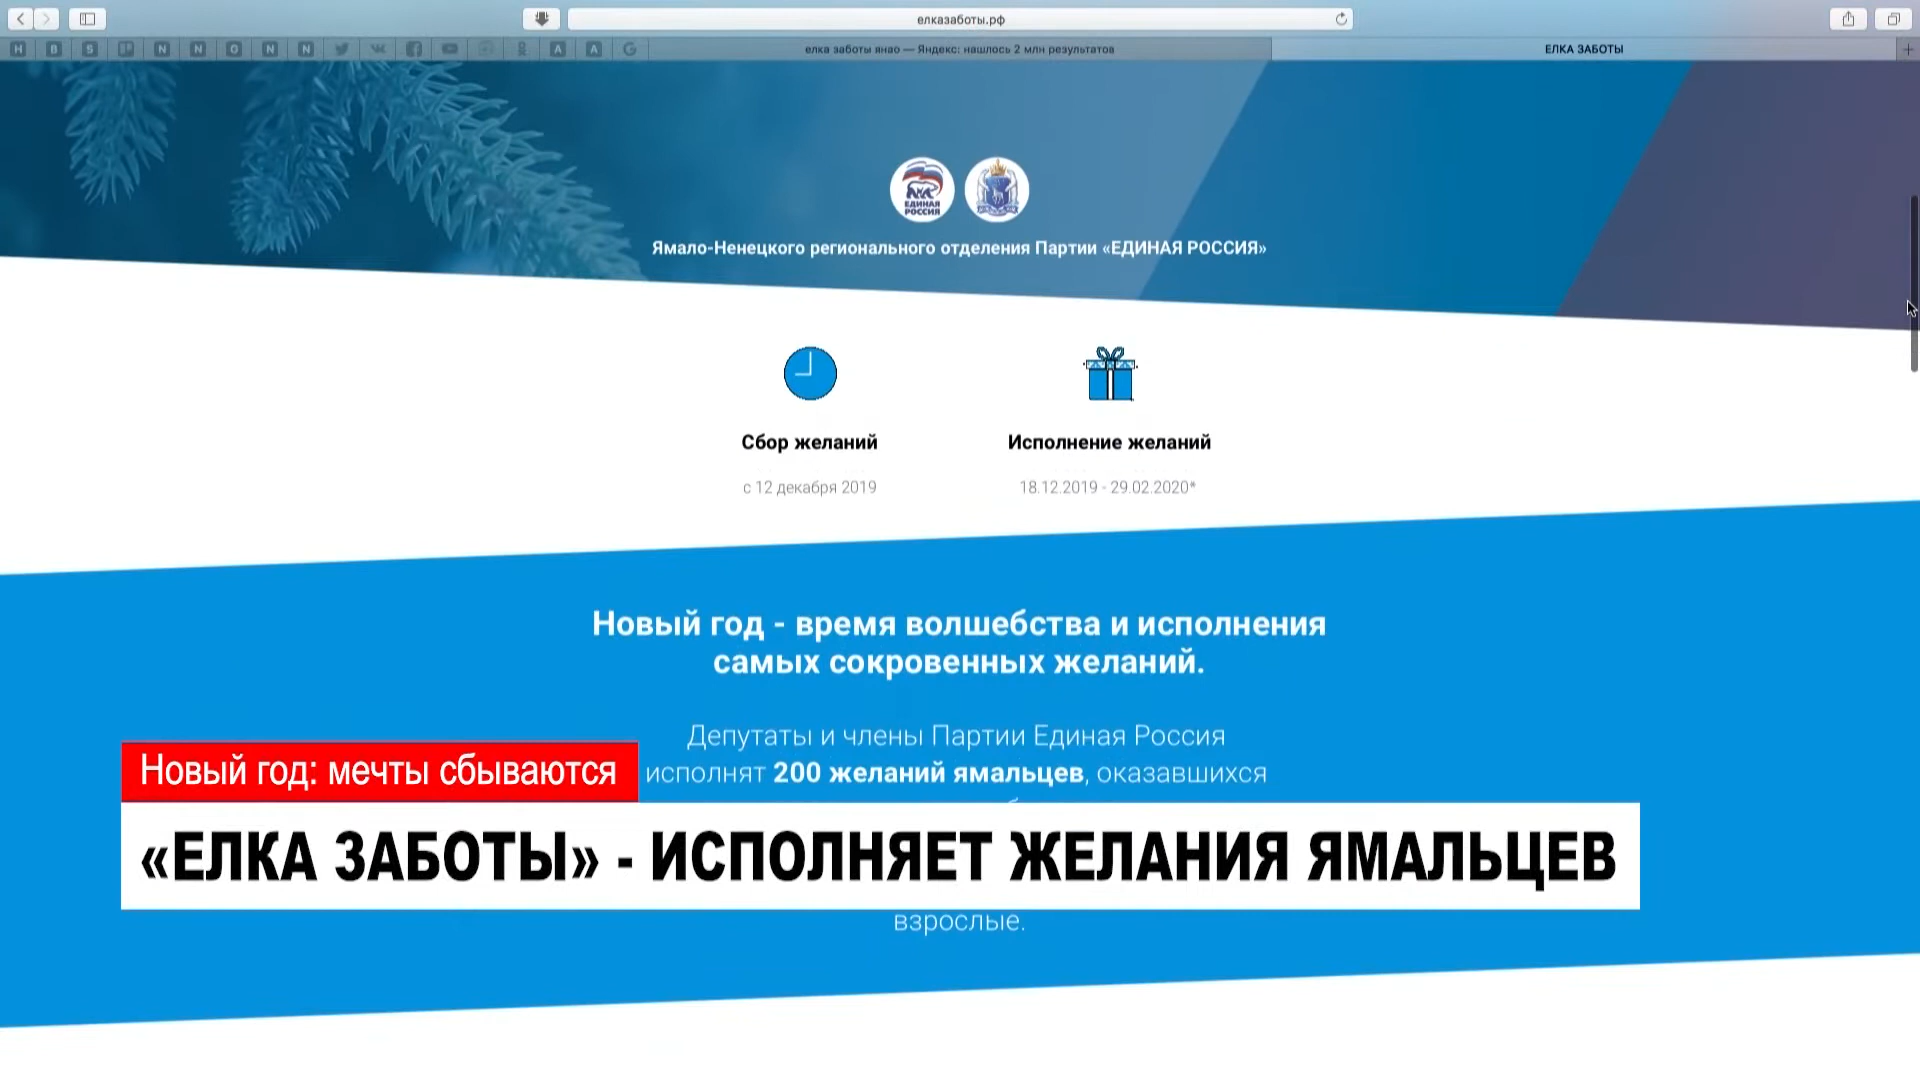 елказаботы.рф
H B S N N O N N A A G
елка заботы янао — Яндекс: нашлось 2 млн результатов
ЕЛКА ЗАБОТЫ
ЕДИНАЯ РОССИЯ
Ямало-Ненецкого регионального отделения Партии «ЕДИНАЯ РОССИЯ»
Сбор желаний
с 12 декабря 2019
Исполнение желаний
18.12.2019 - 29.02.2020*
Новый год - время волшебства и исполнения
самых сокровенных желаний.
Депутаты и члены Партии Единая Россия
исполнят 200 желаний ямальцев, оказавшихся
Новый год: мечты сбываются
«ЕЛКА ЗАБОТЫ» - ИСПОЛНЯЕТ ЖЕЛАНИЯ ЯМАЛЬЦЕВ
взрослые.